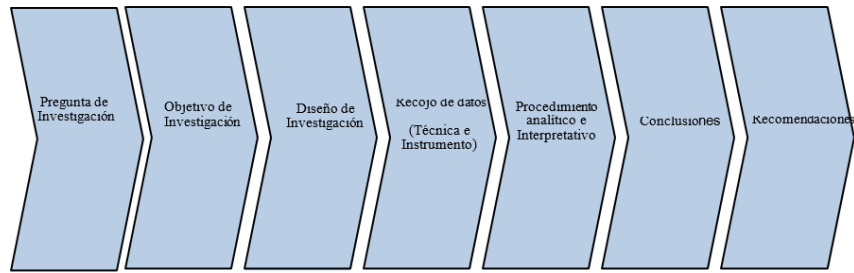 Pregunta de
Investigación
Objetivo de
Investigación
Diseño de
Investigación
Recojo de datos
(Técnica e
Instrumento)
Procedimiento
analítico e
Interpretativo
Conclusiones
Recomendaciones